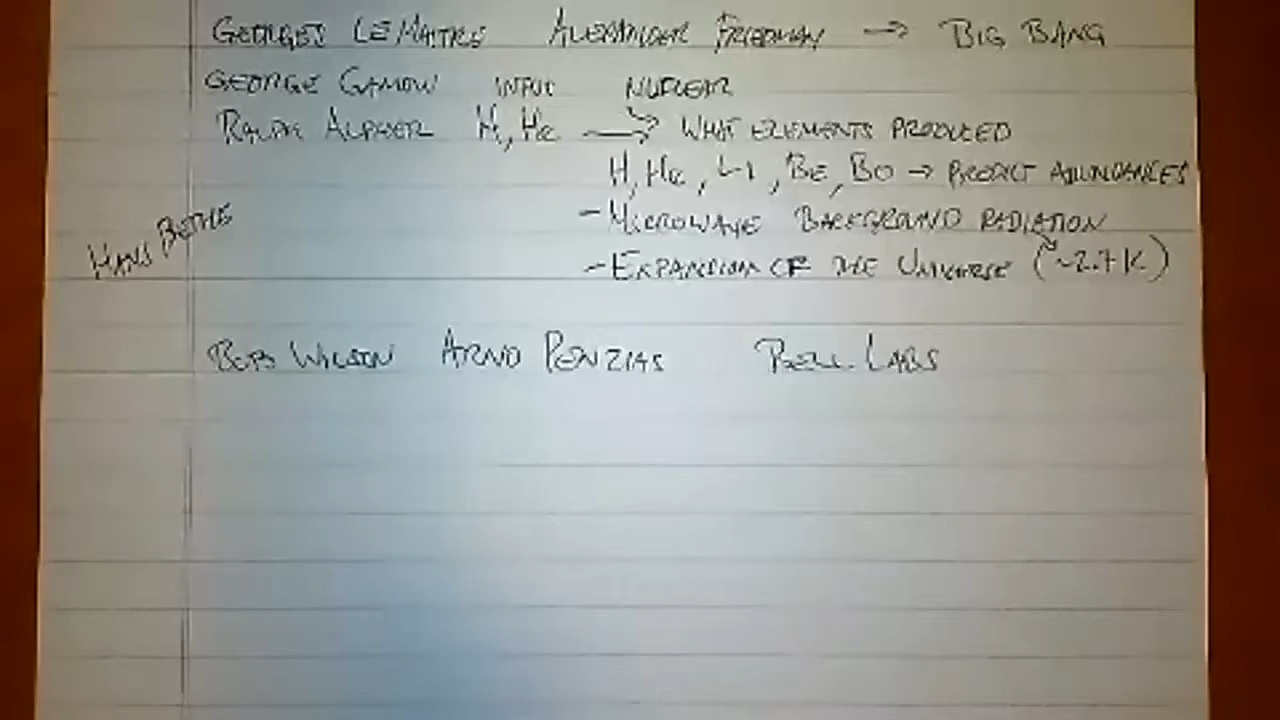 GEORGES LEMAITRE ALEXANDER FRIEDMAN → BIG BANG
GEORGE GAMOW INPUT NUCLEAR
RALPH ALPHER H, He → WHAT ELEMENTS PRODUCED
H, He, Li, Be, Bo → PREDICT ABUNDANCES
- MICROWAVE BACKGROUND RADIATION
HANS BETHE
- EXPANSION OF THE UNIVERSE (~2.7K)
BOB WILSON ARNO PENZIAS BELL LABS